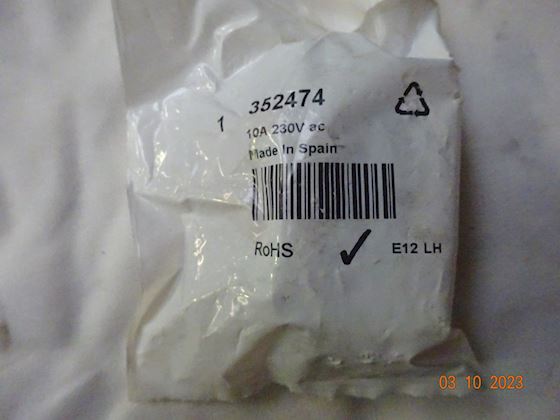 1 352474
10A 230V ac
Made In Spain
RoHS E12 LH
03 10 2023